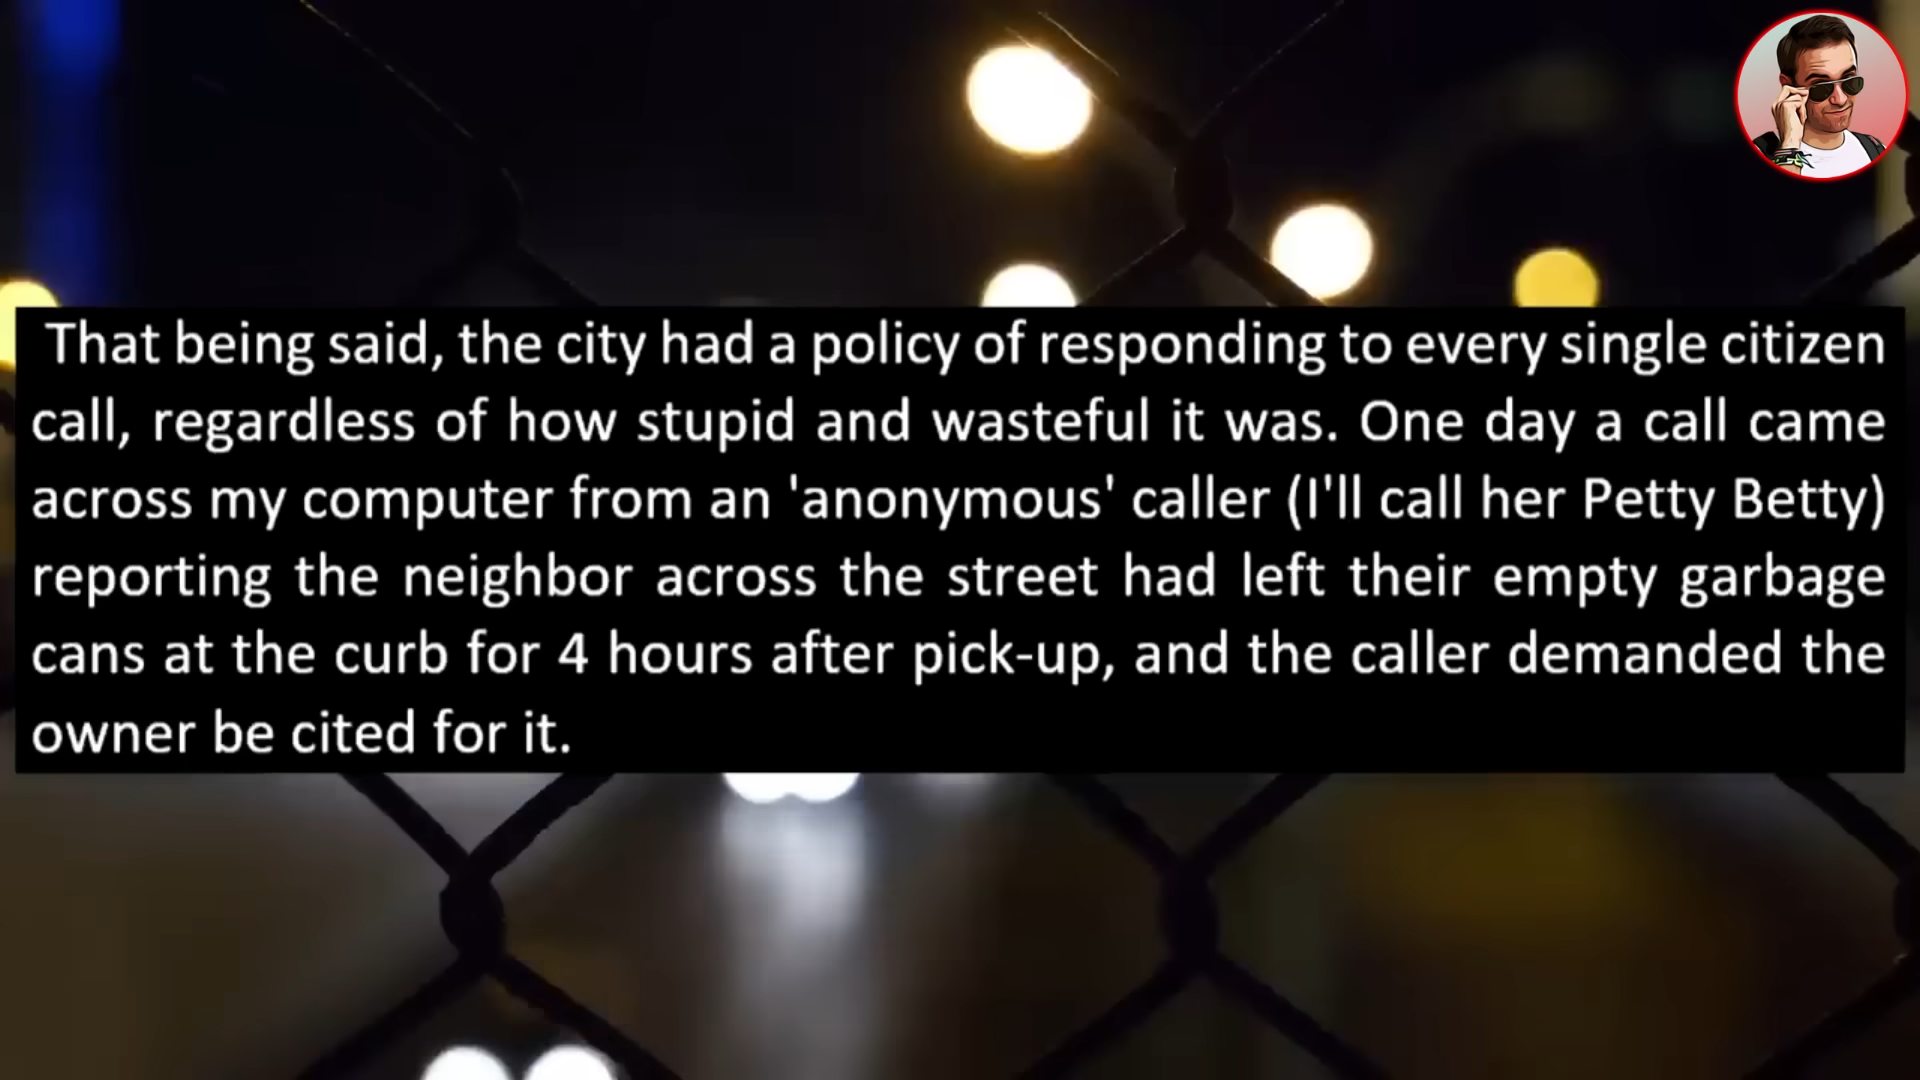 That being said, the city had a policy of responding to every single citizen
call, regardless of how stupid and wasteful it was. One day a call came
across my computer from an 'anonymous' caller (I'll call her Petty Betty)
reporting the neighbor across the street had left their empty garbage
cans at the curb for 4 hours after pick-up, and the caller demanded the
owner be cited for it.